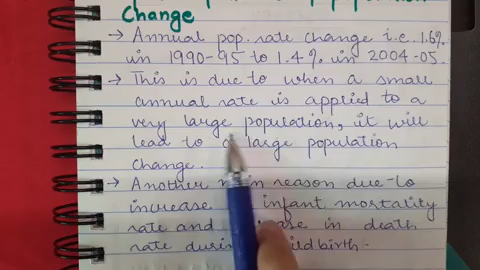 Change
→ Annual pop. rate change i.e. 1.6%
in 1990-95 to 1.4% in 2004-05.
→ This is due to when a small
annual rate is applied to a
very large population, it will
lead to a large population
change.
→ Another main reason due to
increase infant mortality
rate and in death
rate during